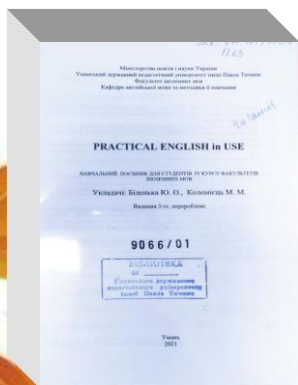 Міністерство освіти і науки України
Уманський державний педагогічний університет імені Павла Тичини
Факультет іноземних мов
Кафедра англійської мови та методики її навчання
PRACTICAL ENGLISH in USE
НАВЧАЛЬНИЙ ПОСІБНИК ДЛЯ СТУДЕНТІВ КУРСУ ФАКУЛЬТЕТІВ
ІНОЗЕМНИХ МОВ
Укладачі: Ю. О., Коломієць М. М.
Видання 3-тє, перероблене
9066/01
БІБЛІОТЕКА
Уманського державного
педагогічного університету
імені Павла Тичини
Умань
2021